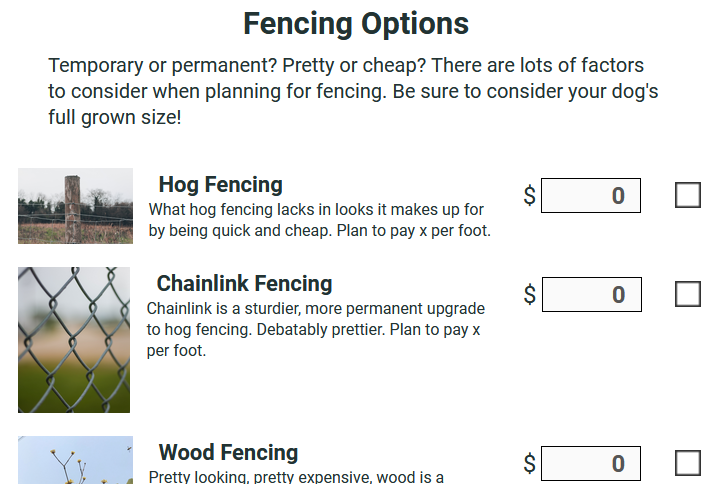 Fencing Options
Temporary or permanent? Pretty or cheap? There are lots of factors
to consider when planning for fencing. Be sure to consider your dog's
full grown size!
Hog Fencing
What hog fencing lacks in looks it makes up for
by being quick and cheap. Plan to pay x per foot.
$ 0
Chainlink Fencing
Chainlink is a sturdier, more permanent upgrade
to hog fencing. Debatably prettier. Plan to pay x
per foot.
$ 0
Wood Fencing
Pretty looking, pretty expensive, wood is a
$ 0